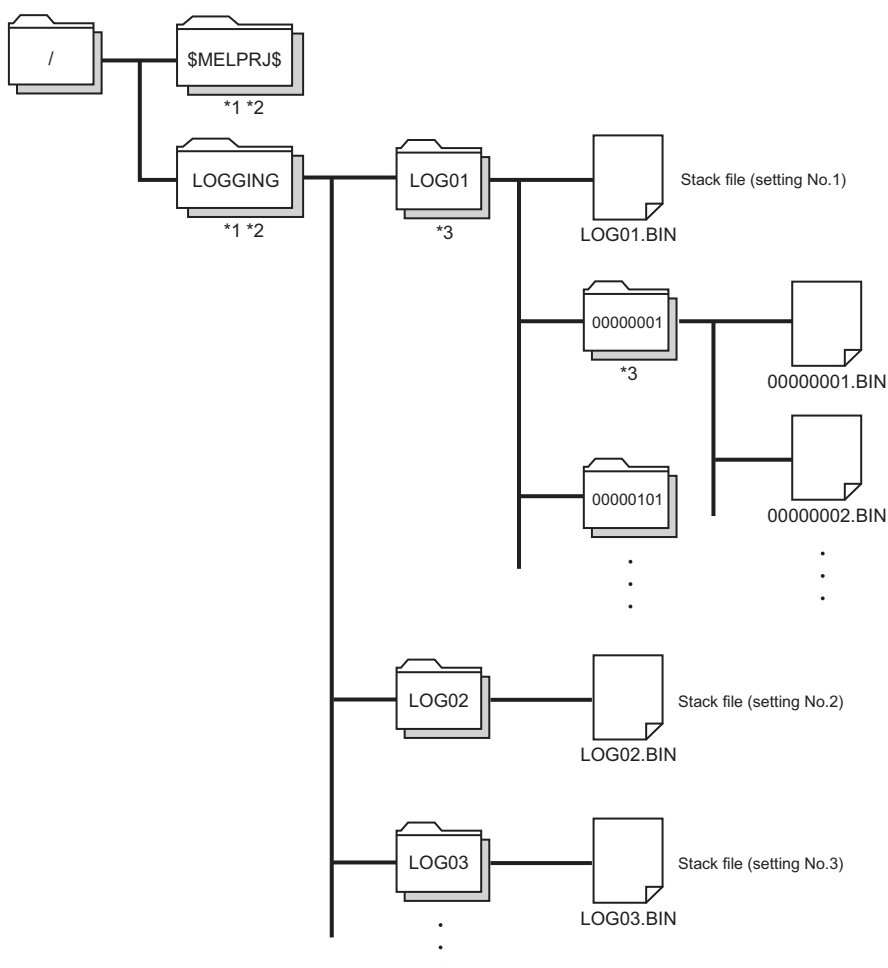 /
$MELPRJ$
*1 *2
LOGGING
*1 *2
LOG01
*3
Stack file (setting No.1)
LOG01.BIN
00000001
*3
00000001.BIN
00000101
00000002.BIN
LOG02
Stack file (setting No.2)
LOG02.BIN
LOG03
Stack file (setting No.3)
LOG03.BIN